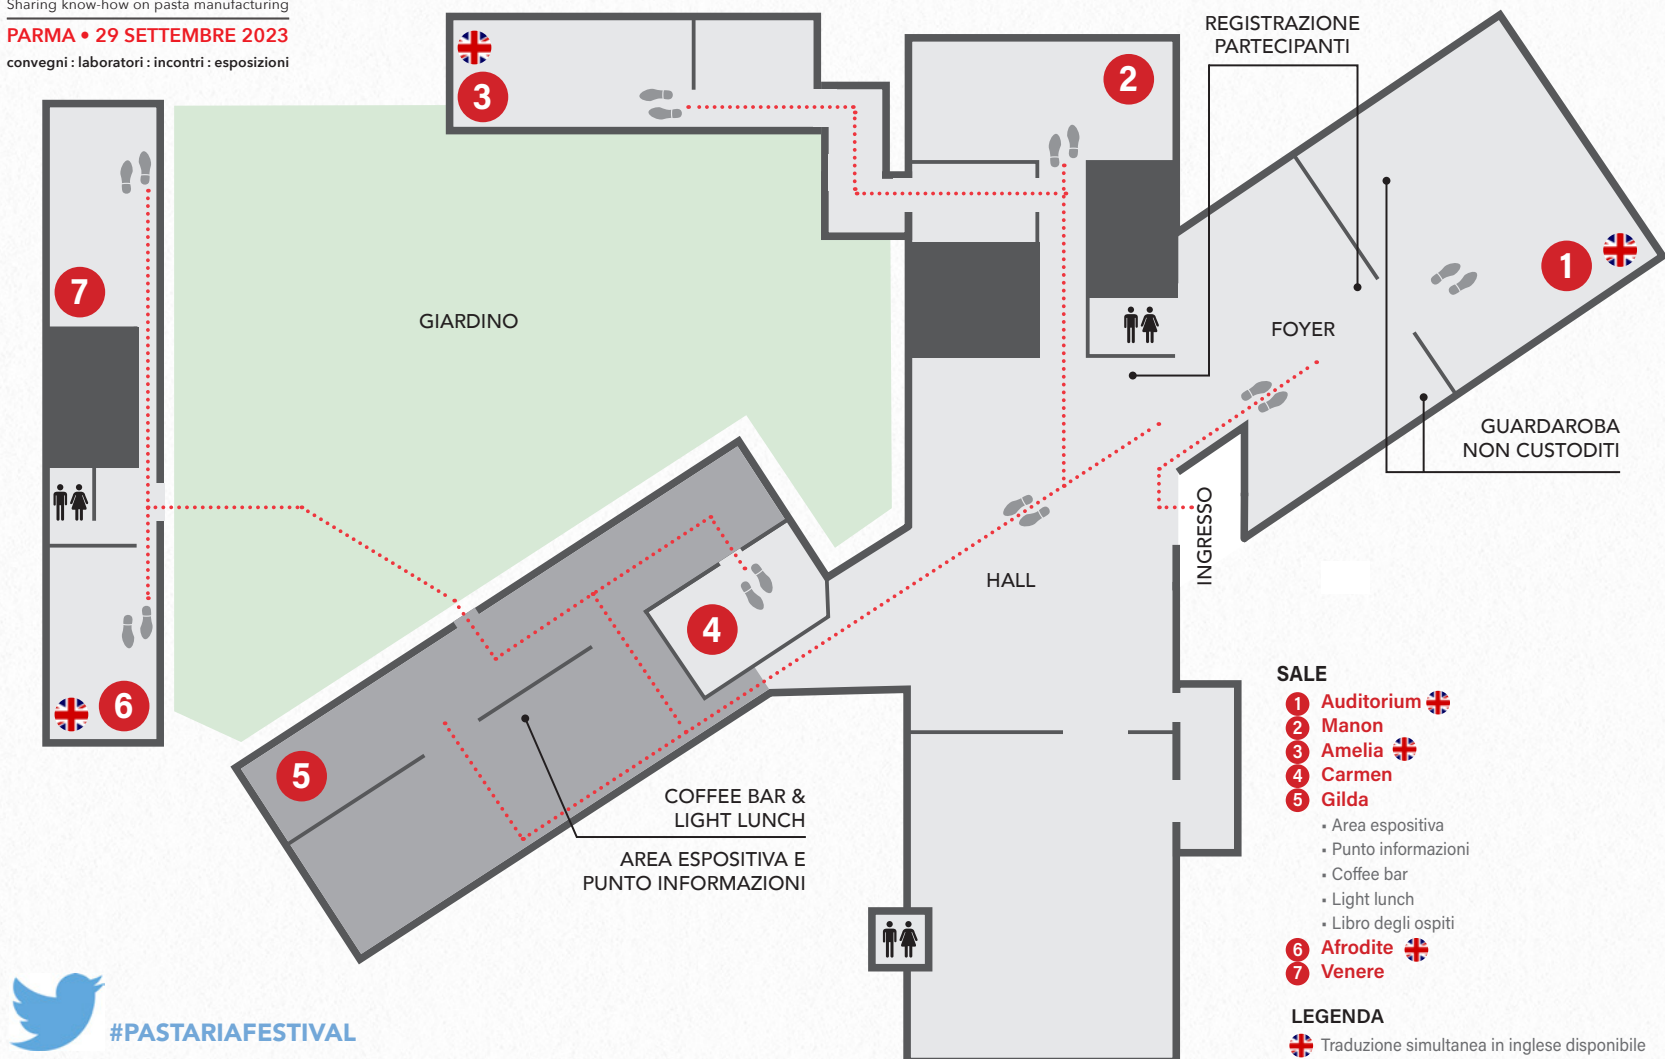 Sharing know-how on pasta manufacturing
PARMA • 29 SETTEMBRE 2023
convegni : laboratori : incontri : esposizioni
REGISTRAZIONE
PARTECIPANTI
3
2
1
7
GIARDINO
FOYER
GUARDAROBA
NON CUSTODITI
INGRESSO
HALL
4
6
5
COFFEE BAR &
LIGHT LUNCH
AREA ESPOSITIVA E
PUNTO INFORMAZIONI
SALE
1 Auditorium
2 Manon
3 Amelia
4 Carmen
5 Gilda
• Area espositiva
• Punto informazioni
• Coffee bar
• Light lunch
• Libro degli ospiti
6 Afrodite
7 Venere
LEGENDA
Traduzione simultanea in inglese disponibile
#PASTARIAFESTIVAL